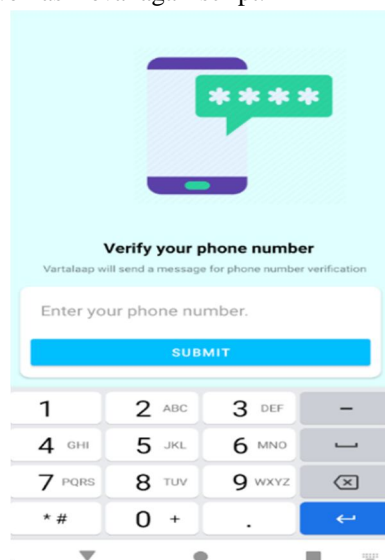 * * * *
Verify your phone number
Vartalaap will send a message for phone number verification
Enter your phone number.
SUBMIT
1 2 ABC 3 DEF –
4 GHI 5 JKL 6 MNO
7 PQRS 8 TUV 9 WXYZ
* # 0 + .